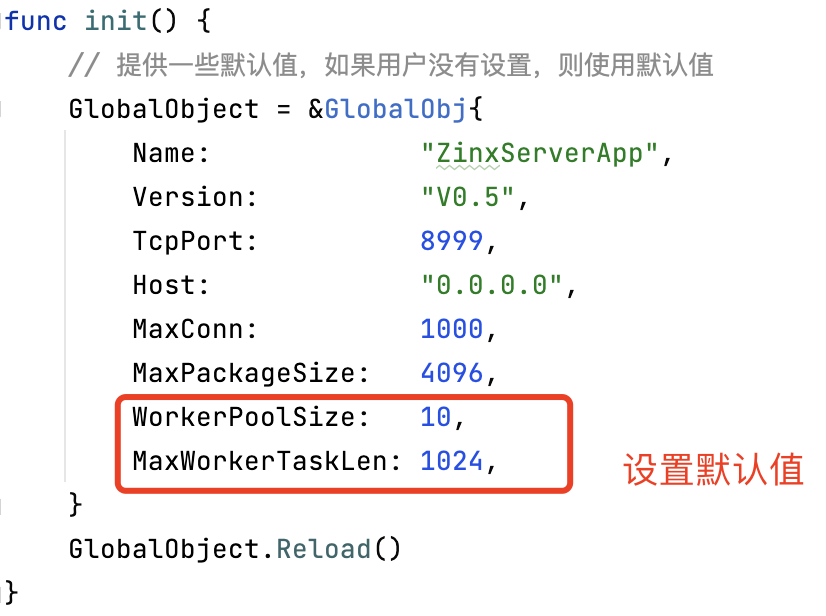 func init() {
// 提供一些默认值，如果用户没有设置，则使用默认值
GlobalObject = &GlobalObj{
Name: "ZinxServerApp",
Version: "V0.5",
TcpPort: 8999,
Host: "0.0.0.0",
MaxConn: 1000,
MaxPackageSize: 4096,
WorkerPoolSize: 10,
MaxWorkerTaskLen: 1024,
设置默认值
}
GlobalObject.Reload()
}